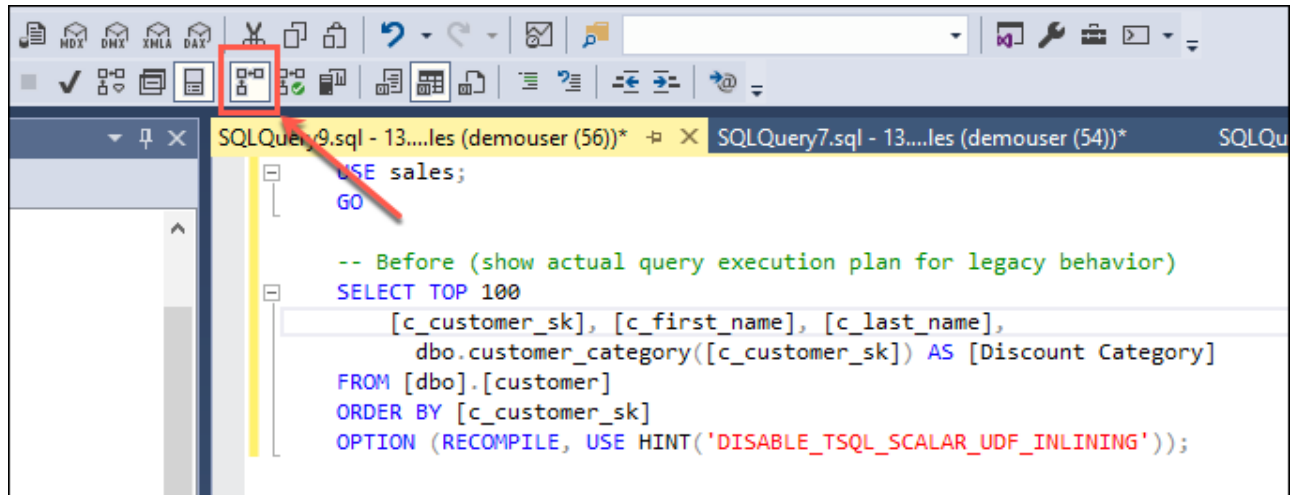 MDX DMX XMLA DAX
SQLQuery9.sql - 13....les (demouser (56))* SQLQuery7.sql - 13....les (demouser (54))* SQLQu
USE sales;
GO
-- Before (show actual query execution plan for legacy behavior)
SELECT TOP 100
[c_customer_sk], [c_first_name], [c_last_name],
dbo.customer_category([c_customer_sk]) AS [Discount Category]
FROM [dbo].[customer]
ORDER BY [c_customer_sk]
OPTION (RECOMPILE, USE HINT('DISABLE_TSQL_SCALAR_UDF_INLINING'));